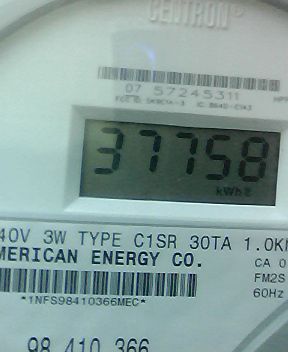 CENTRON
07 57245311
37758
kWh
40V 3W TYPE C1SR 30TA 1.0K
MERICAN ENERGY CO.
CA 0
FM2S
60Hz
*1NFS98410366MEC*
98 410 366